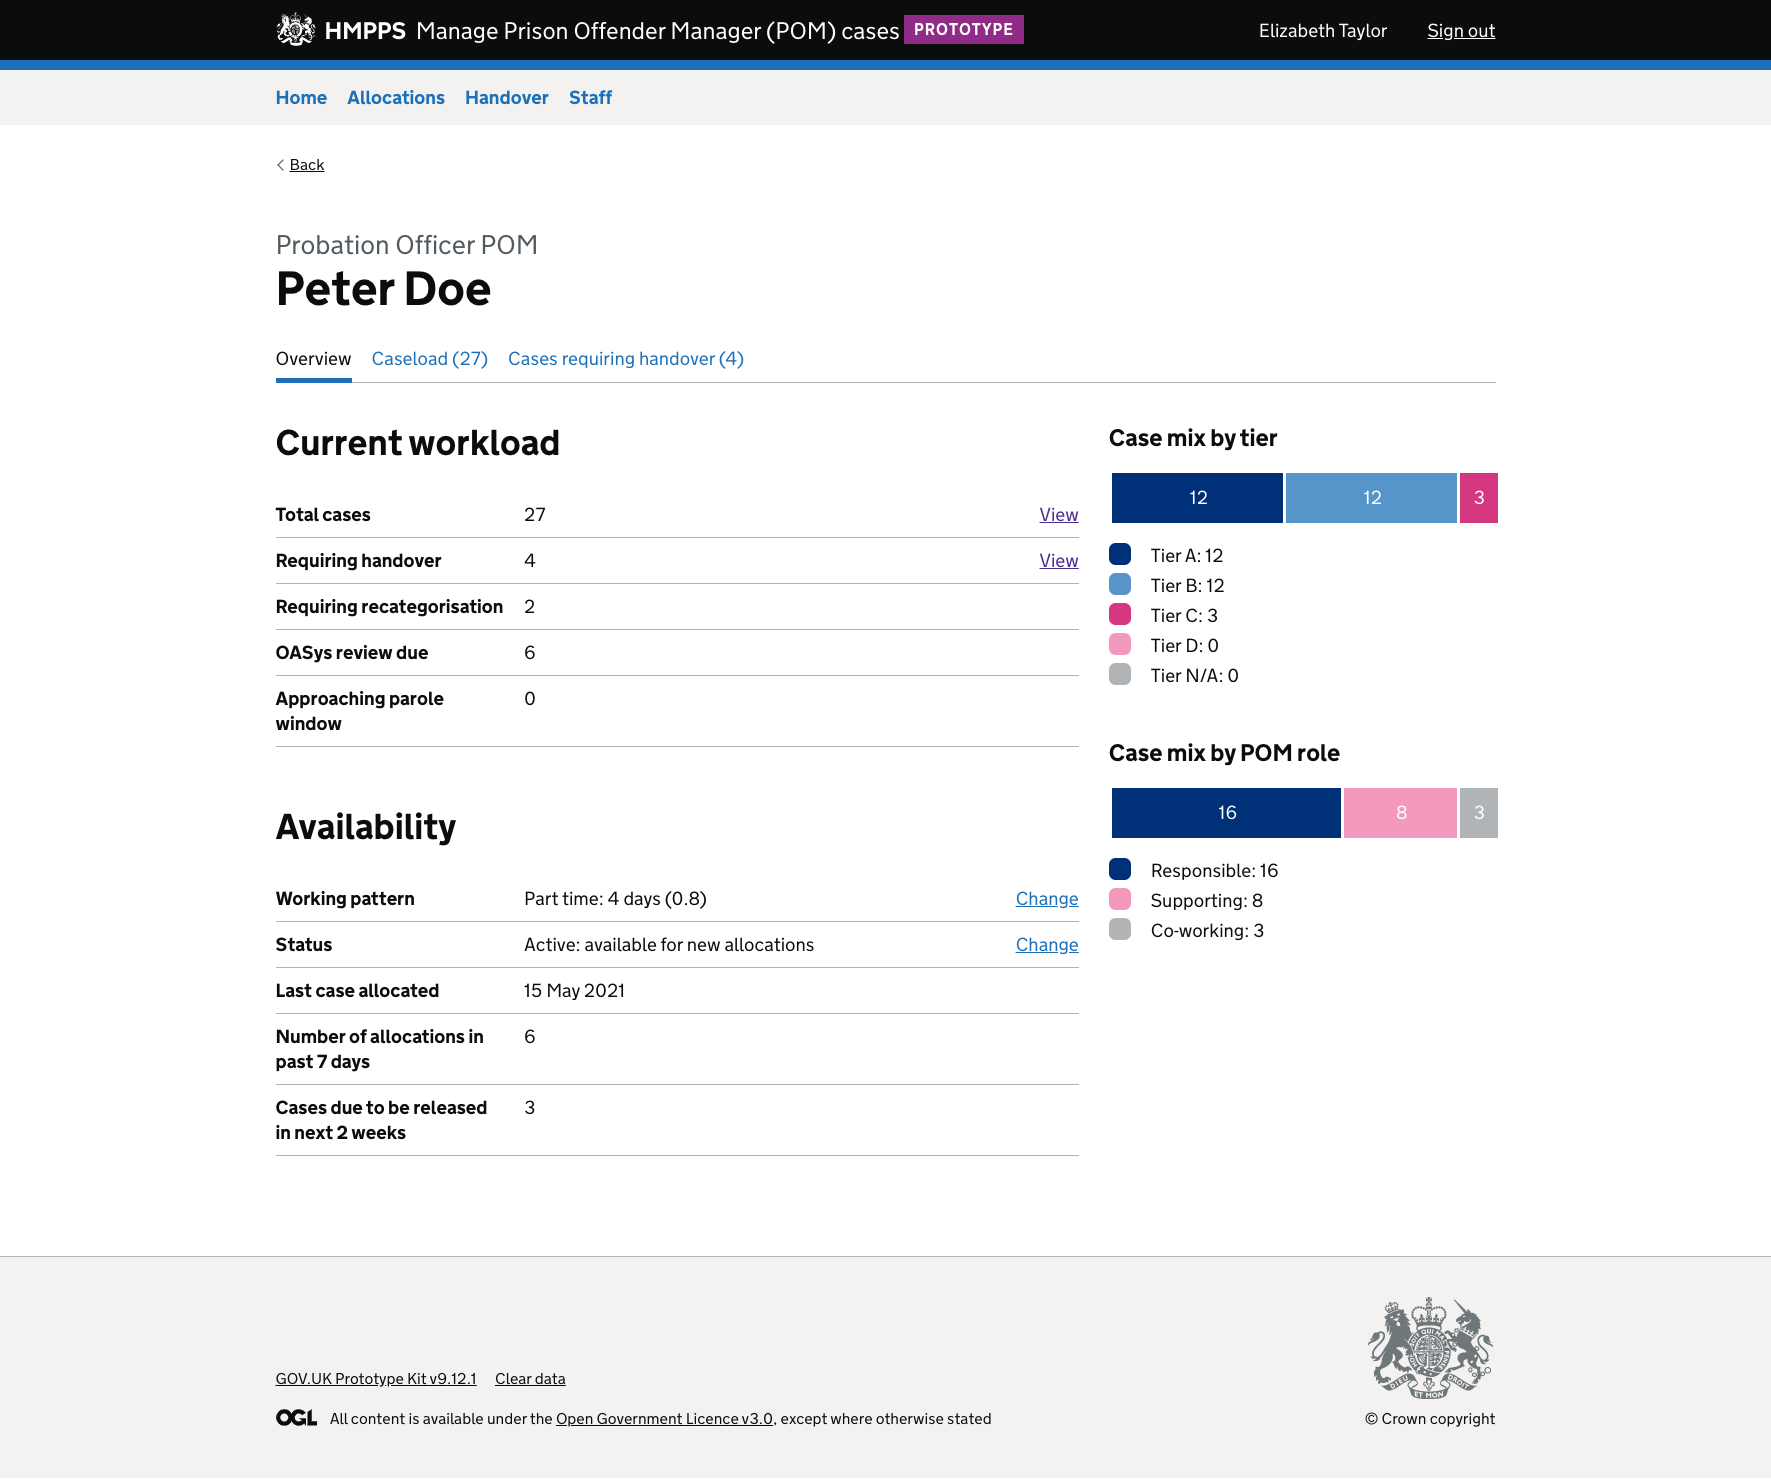 HMPPS Manage Prison Offender Manager (POM) cases PROTOTYPE Elizabeth Taylor Sign out
Home Allocations Handover Staff
Back
Probation Officer POM
Peter Doe
Overview Caseload (27) Cases requiring handover (4)
Current workload
Total cases 27 View
Requiring handover 4 View
Requiring recategorisation 2
OASys review due 6
Approaching parole
window
0
Availability
Working pattern Part time: 4 days (0.8) Change
Status Active: available for new allocations Change
Last case allocated 15 May 2021
Number of allocations in
past 7 days
6
Cases due to be released
in next 2 weeks
3
Case mix by tier
12 12 3
Tier A: 12
Tier B: 12
Tier C: 3
Tier D: 0
Tier N/A: 0
Case mix by POM role
16 8 3
Responsible: 16
Supporting: 8
Co-working: 3
GOV.UK Prototype Kit v9.12.1 Clear data
OGL All content is available under the Open Government Licence v3.0, except where otherwise stated
DIEU ET MON DROIT
© Crown copyright